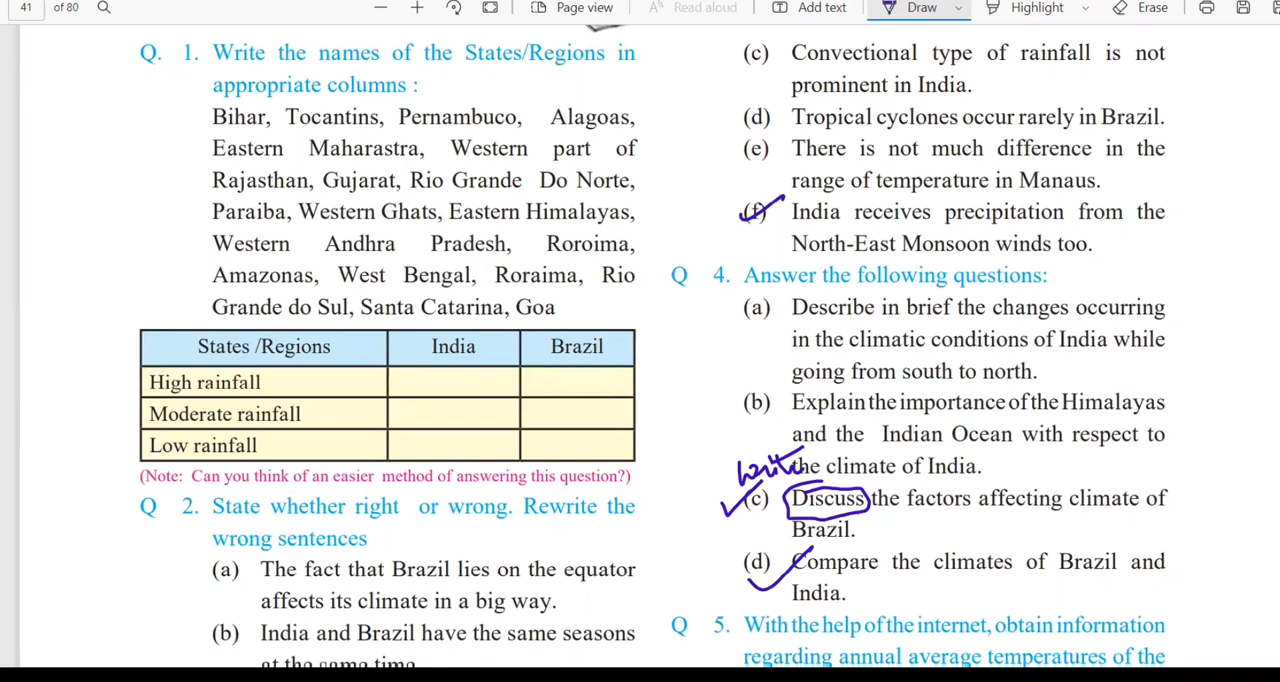 41 of 80 Page view Read aloud Add text Draw Highlight Erase
Q. 1. Write the names of the States/Regions in
appropriate columns :
Bihar, Tocantins, Pernambuco, Alagoas,
Eastern Maharastra, Western part of
Rajasthan, Gujarat, Rio Grande Do Norte,
Paraiba, Western Ghats, Eastern Himalayas,
Western Andhra Pradesh, Roroima,
Amazonas, West Bengal, Roraima, Rio
Grande do Sul, Santa Catarina, Goa
States /Regions India Brazil
High rainfall
Moderate rainfall
Low rainfall
(Note: Can you think of an easier method of answering this question?)
Q 2. State whether right or wrong. Rewrite the
wrong sentences
(a) The fact that Brazil lies on the equator
affects its climate in a big way.
(b) India and Brazil have the same seasons
at the same time.
(c) Convectional type of rainfall is not
prominent in India.
(d) Tropical cyclones occur rarely in Brazil.
(e) There is not much difference in the
range of temperature in Manaus.
(f) India receives precipitation from the
North-East Monsoon winds too.
Q 4. Answer the following questions:
(a) Describe in brief the changes occurring
in the climatic conditions of India while
going from south to north.
(b) Explain the importance of the Himalayas
and the Indian Ocean with respect to
the climate of India.
write
(c) Discuss the factors affecting climate of
Brazil.
(d) Compare the climates of Brazil and
India.
Q 5. With the help of the internet, obtain information
regarding annual average temperatures of the